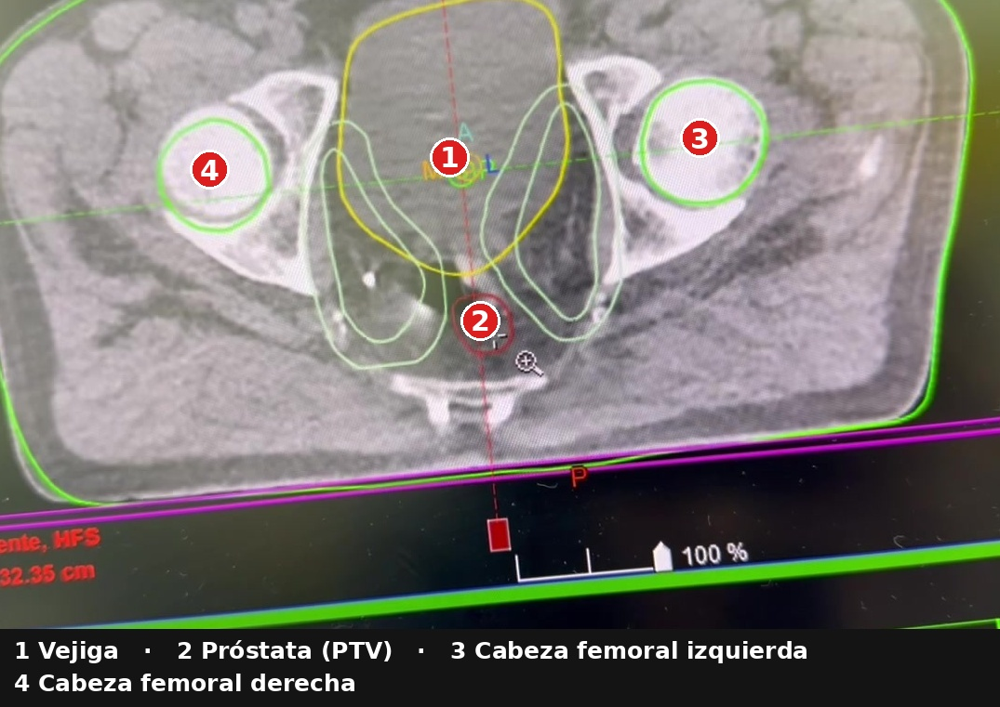 A
1
L
3
4
2
P
ente, HFS
32.35 cm
100 %
1 Vejiga · 2 Próstata (PTV) · 3 Cabeza femoral izquierda
4 Cabeza femoral derecha